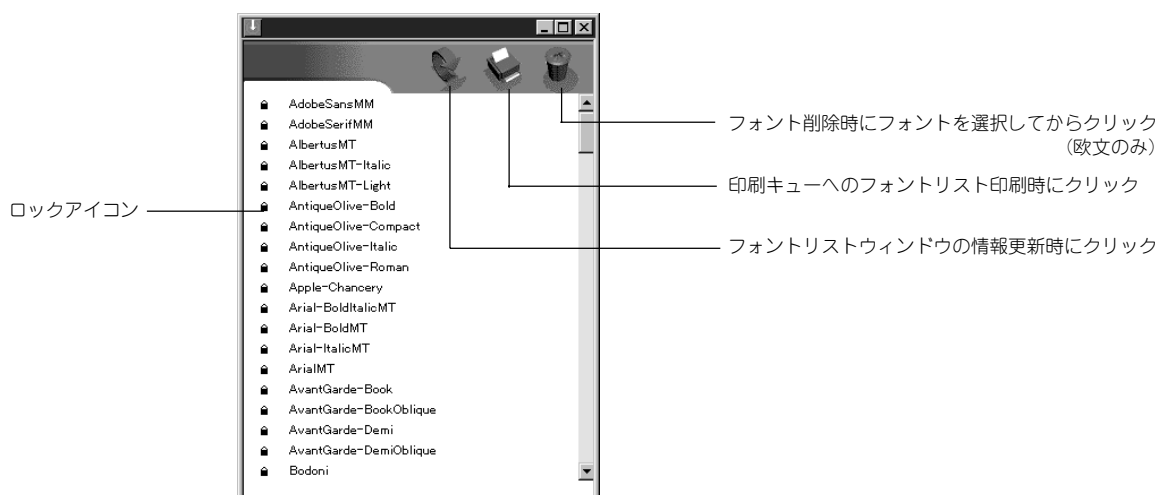 フォント削除時にフォントを選択してからクリック
（欧文のみ）
印刷キューへのフォントリスト印刷時にクリック
フォントリストウィンドウの情報更新時にクリック
ロックアイコン
AdobeSansMM
AdobeSerifMM
AlbertusMT
AlbertusMT-Italic
AlbertusMT-Light
AntiqueOlive-Bold
AntiqueOlive-Compact
AntiqueOlive-Italic
AntiqueOlive-Roman
Apple-Chancery
Arial-BoldItalicMT
Arial-BoldMT
Arial-ItalicMT
ArialMT
AvantGarde-Book
AvantGarde-BookOblique
AvantGarde-Demi
AvantGarde-DemiOblique
Bodoni